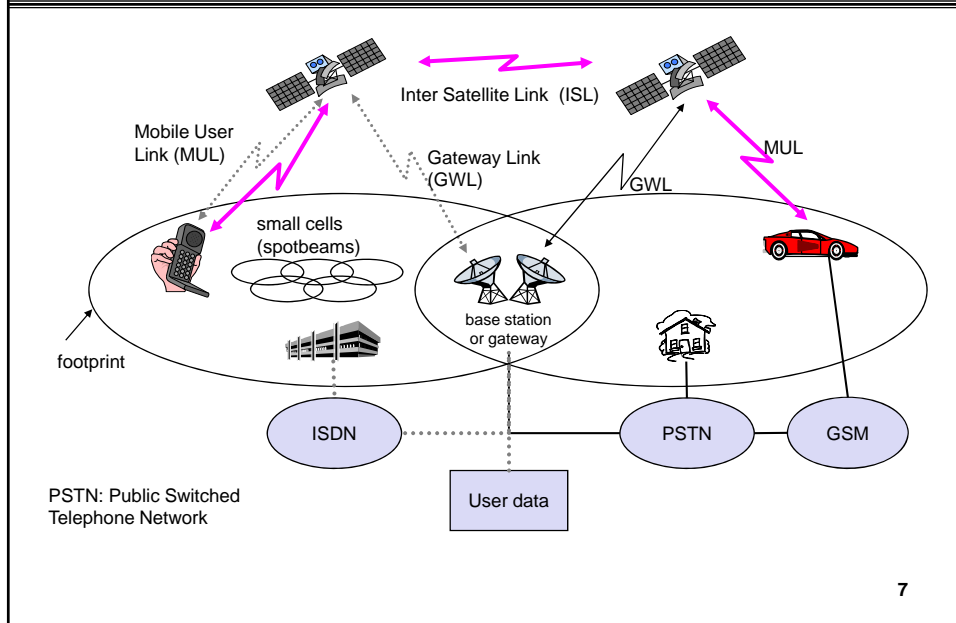 Inter Satellite Link (ISL)
Mobile User
Link (MUL)
Gateway Link
(GWL)
MUL
GWL
small cells
(spotbeams)
base station
or gateway
footprint
ISDN
PSTN
GSM
User data
PSTN: Public Switched
Telephone Network
7